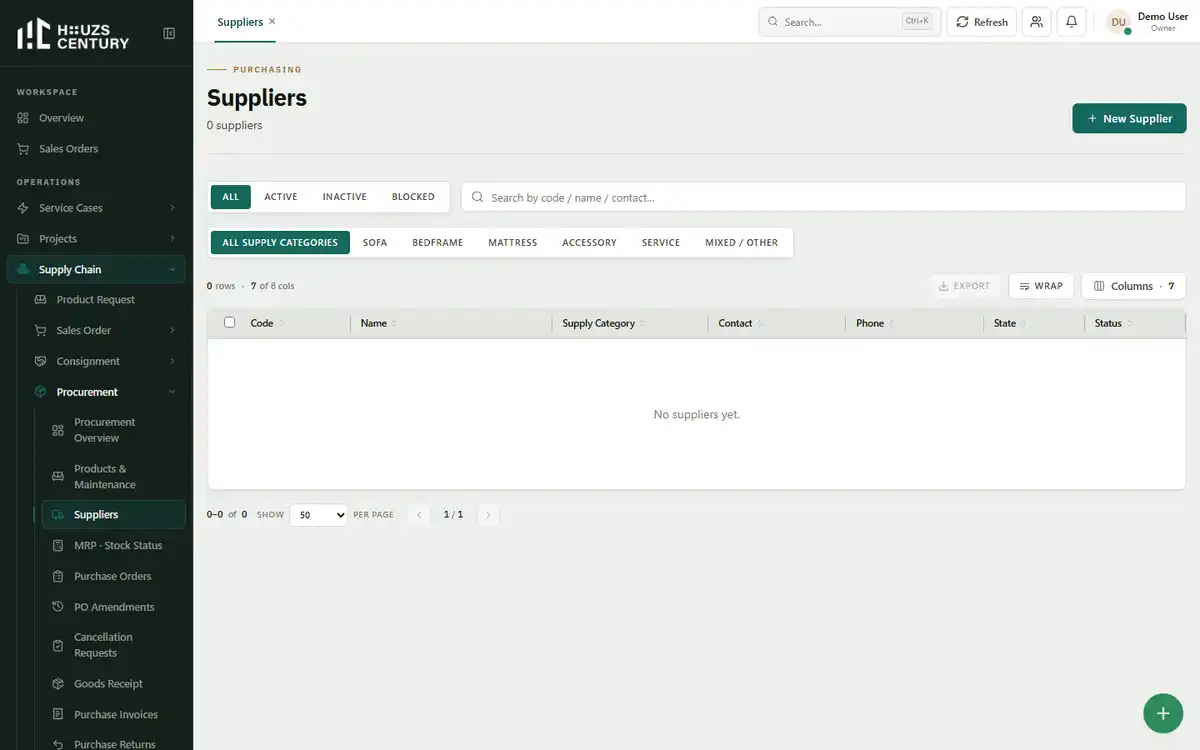 HOUZS
CENTURY
Suppliers ×
Search... Ctrl+K
Refresh
DU
Demo User
Owner
WORKSPACE
Overview
Sales Orders
OPERATIONS
Service Cases
Projects
Supply Chain
Product Request
Sales Order
Consignment
Procurement
Procurement
Overview
Products &
Maintenance
Suppliers
MRP · Stock Status
Purchase Orders
PO Amendments
Cancellation
Requests
Goods Receipt
Purchase Invoices
Purchase Returns
PURCHASING
Suppliers
0 suppliers
+ New Supplier
ALL ACTIVE INACTIVE BLOCKED
Search by code / name / contact...
ALL SUPPLY CATEGORIES SOFA BEDFRAME MATTRESS ACCESSORY SERVICE MIXED / OTHER
0 rows · 7 of 8 cols
EXPORT WRAP Columns · 7
Code Name Supply Category Contact Phone State Status
No suppliers yet.
0–0 of 0 SHOW 50 PER PAGE 1 / 1
+